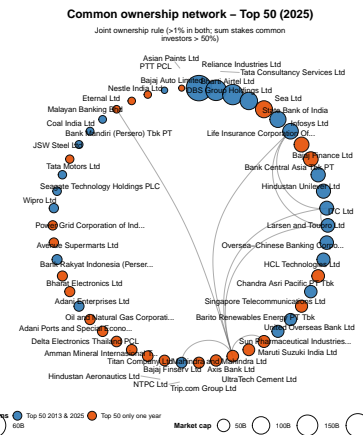 Common ownership network – Top 50 (2025)
Joint ownership rule (>1% in both; sum stakes commom
investors > 50%)
Asian Paints Ltd
PTT PCL
Reliance Industries Ltd
Tata Consultancy Services Ltd
Bajaj Auto Limited
Bharti Airtel Ltd
Nestle India Ltd
DBS Group Holdings Ltd
Eternal Ltd
Sea Ltd
Malayan Banking Bhd
State Bank of India
Coal India Ltd
Infosys Ltd
Bank Mandiri (Persero) Tbk PT
Life Insurance Corporation Of...
JSW Steel Ltd
Bajaj Finance Ltd
Tata Motors Ltd
Bank Central Asia Tbk PT
Seagate Technology Holdings PLC
Hindustan Unilever Ltd
Wipro Ltd
ITC Ltd
Power Grid Corporation of Ind...
Larsen and Toubro Ltd
Avenue Supermarts Ltd
Oversea-Chinese Banking Corpo...
Bank Rakyat Indonesia (Perser...
HCL Technologies Ltd
Bharat Electronics Ltd
Chandra Asri Pacific PT Tbk
Adani Enterprises Ltd
Singapore Telecommunications Ltd
Oil and Natural Gas Corporati...
Barito Renewables Energy PT Tbk
Adani Ports and Special Econo...
United Overseas Bank Ltd
Delta Electronics Thailand PCL
Sun Pharmaceutical Industries...
Amman Mineral Internasional T...
Maruti Suzuki India Ltd
Titan Company Ltd
Mahindra and Mahindra Ltd
Bajaj Finserv Ltd
Axis Bank Ltd
Hindustan Aeronautics Ltd
UltraTech Cement Ltd
NTPC Ltd
Trip.com Group Ltd
Top 50 2013 & 2025
Top 50 only one year
Market cap
50B
100B
150B
60B